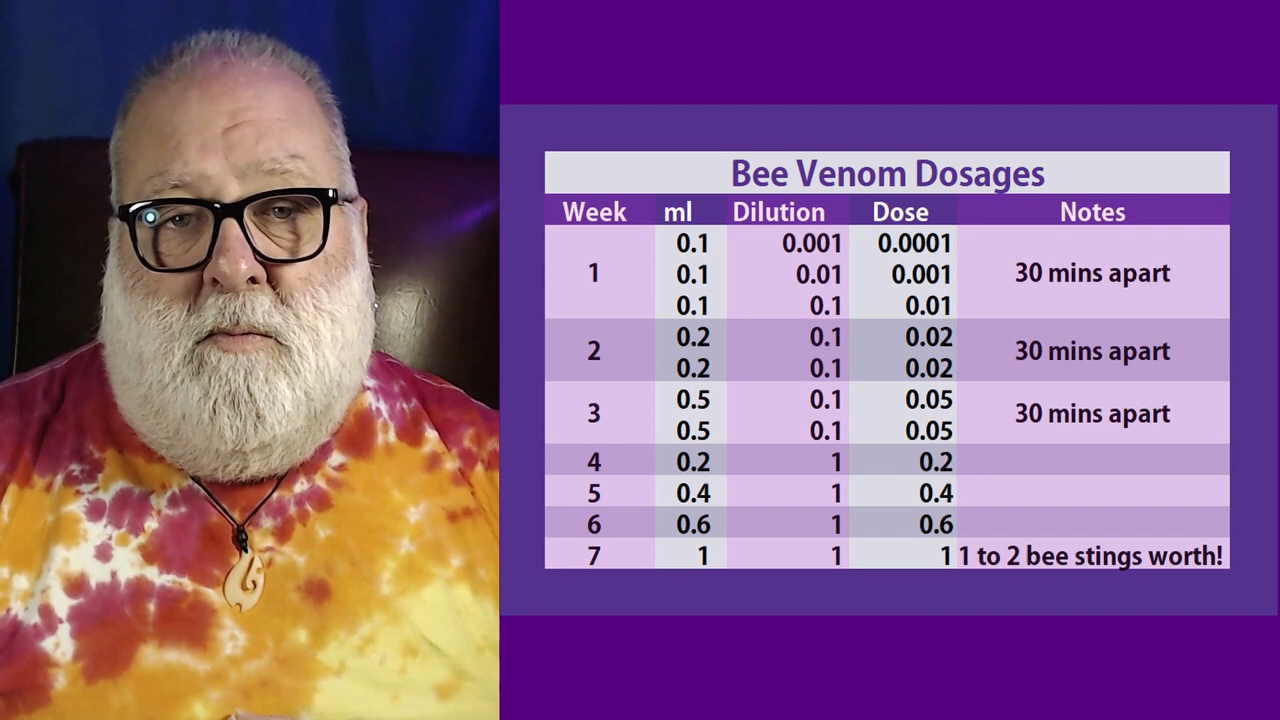 Bee Venom Dosages
Week ml Dilution Dose Notes
0.1 0.001 0.0001
1 0.1 0.01 0.001 30 mins apart
0.1 0.1 0.01
2 0.2 0.1 0.02 30 mins apart
0.2 0.1 0.02
3 0.5 0.1 0.05 30 mins apart
0.5 0.1 0.05
4 0.2 1 0.2
5 0.4 1 0.4
6 0.6 1 0.6
7 1 1 1 1 to 2 bee stings worth!